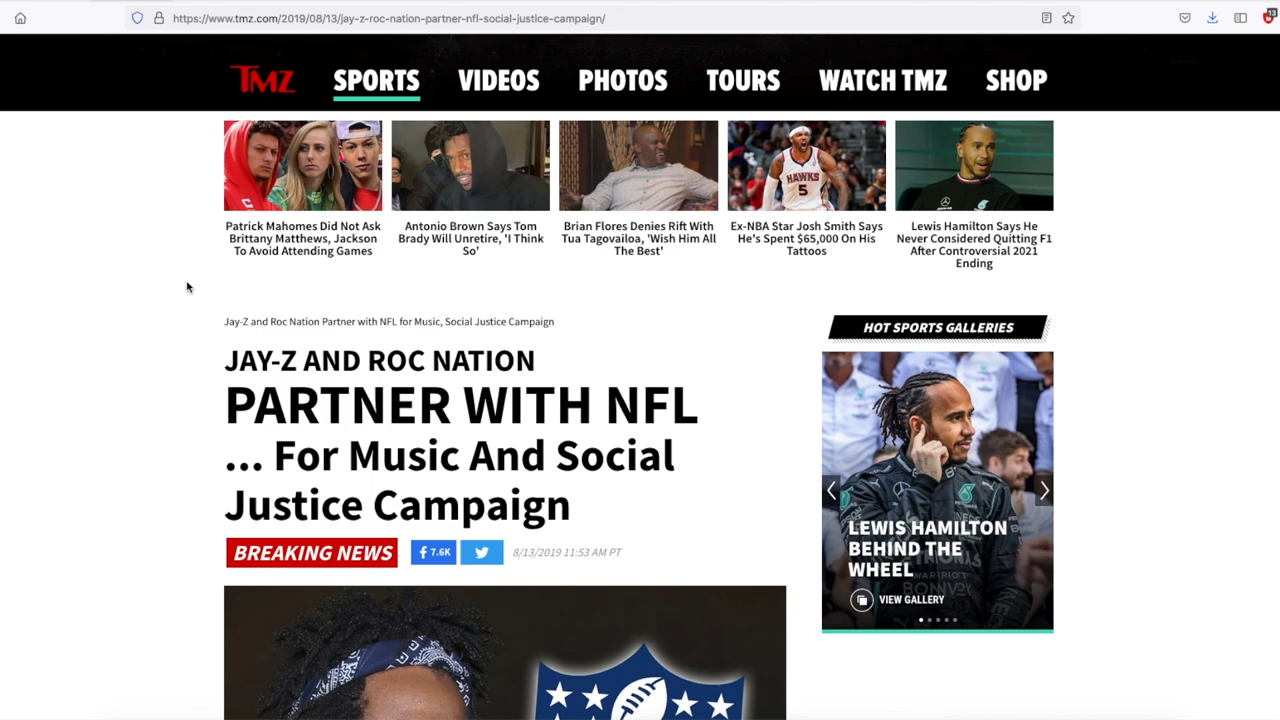 https://www.tmz.com/2019/08/13/jay-z-roc-nation-partner-nfl-social-justice-campaign/
13
TMZ SPORTS VIDEOS PHOTOS TOURS WATCH TMZ SHOP
HAWKS
5
Patrick Mahomes Did Not Ask
Brittany Matthews, Jackson
To Avoid Attending Games
Antonio Brown Says Tom
Brady Will Unretire, 'I Think
So'
Brian Flores Denies Rift With
Tua Tagovailoa, 'Wish Him All
The Best'
Ex-NBA Star Josh Smith Says
He's Spent $65,000 On His
Tattoos
Lewis Hamilton Says He
Never Considered Quitting F1
After Controversial 2021
Ending
Jay-Z and Roc Nation Partner with NFL for Music, Social Justice Campaign
JAY-Z AND ROC NATION
PARTNER WITH NFL
... For Music And Social
Justice Campaign
BREAKING NEWS
7.6K
8/13/2019 11:53 AM PT
HOT SPORTS GALLERIES
LEWIS HAMILTON
BEHIND THE
WHEEL
VIEW GALLERY